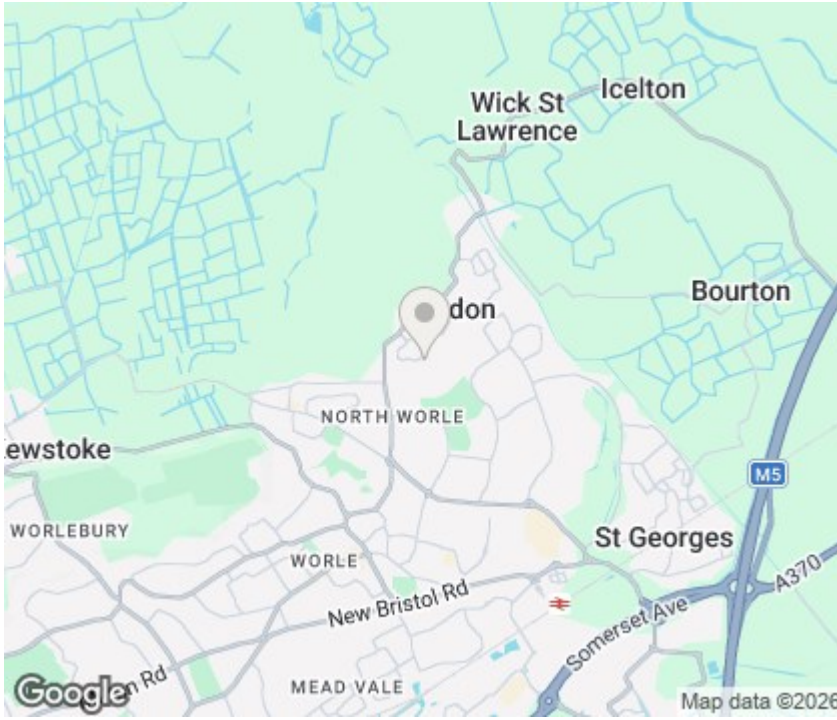 Icelton
Wick St
Lawrence
Bourton
don
NORTH WORLE
ewstoke
M5
WORLEBURY
St Georges
WORLE
A370
New Bristol Rd
Somerset Ave
n Rd
MEAD VALE
Google
Map data ©2026